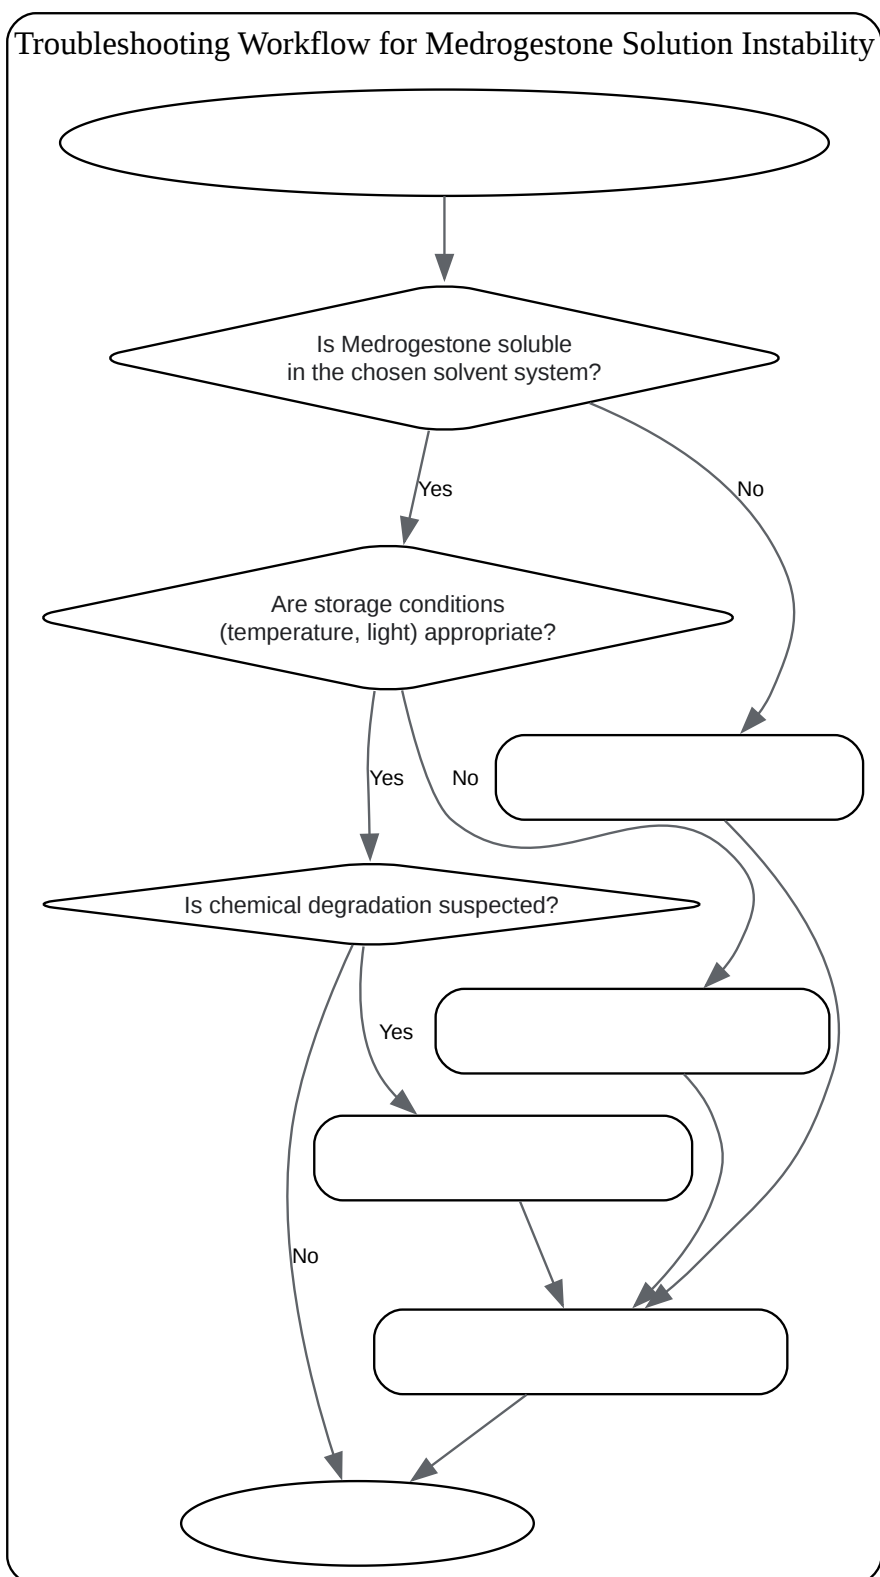 Troubleshooting Workflow for Medrogestone Solution Instability
Is Medrogestone soluble
in the chosen solvent system?
Yes
No
Are storage conditions
(temperature, light) appropriate?
Yes
No
Is chemical degradation suspected?
Yes
No